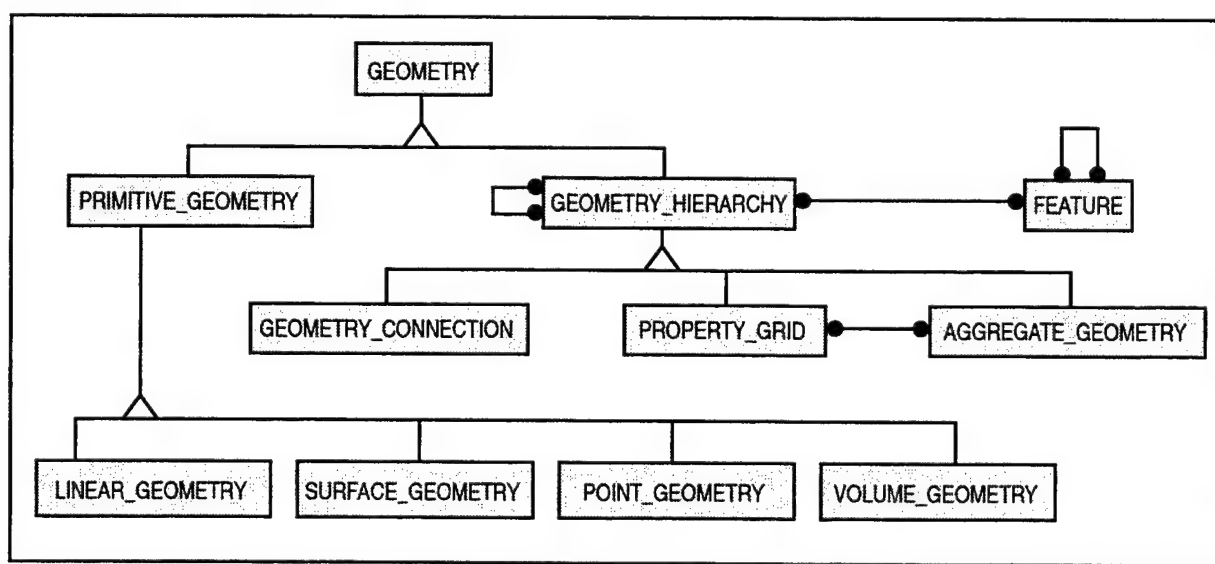 GEOMETRY
PRIMITIVE_GEOMETRY
GEOMETRY_HIERARCHY
FEATURE
GEOMETRY_CONNECTION
PROPERTY_GRID
AGGREGATE_GEOMETRY
LINEAR_GEOMETRY
SURFACE_GEOMETRY
POINT_GEOMETRY
VOLUME_GEOMETRY